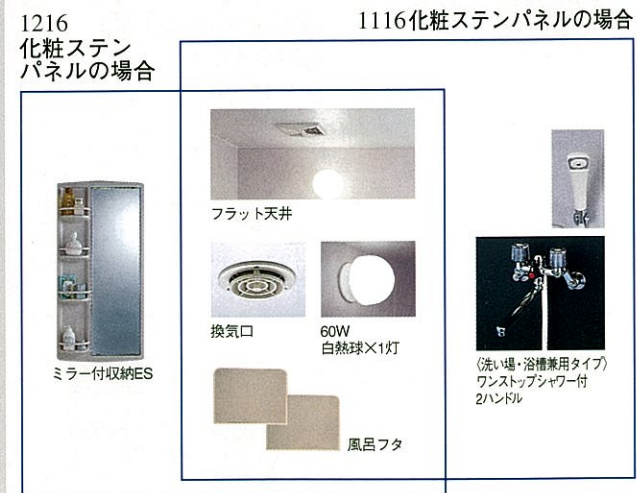 1216
化粧ステン
パネルの場合
1116化粧ステンパネルの場合
フラット天井
換気口
60W
白熱球×1灯
風呂フタ
ミラー付収納ES
〈洗い場・浴槽兼用タイプ〉
ワンストップシャワー付
2ハンドル